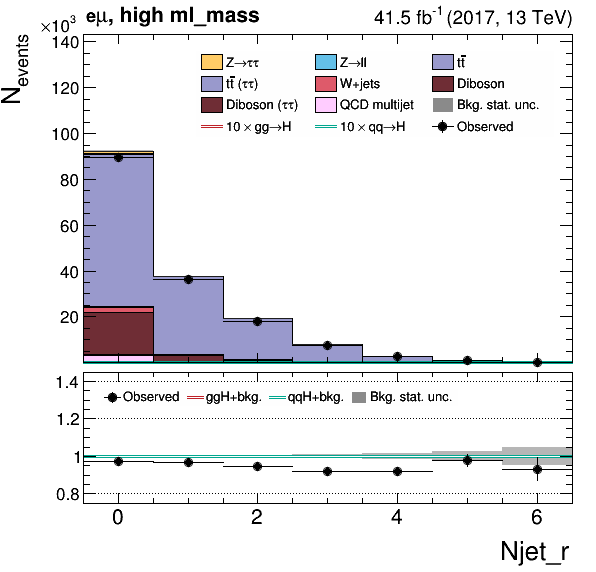 eμ, high ml_mass 41.5 fb⁻¹ (2017, 13 TeV)
×10³
N_events
140
120
100
80
60
40
20
Z→ττ Z→ll tt̄
tt̄ (ττ) W+jets Diboson
Diboson (ττ) QCD multijet Bkg. stat. unc.
10 × gg→H 10 × qq→H Observed
1.4
1.2
1
0.8
Observed ggH+bkg. qqH+bkg. Bkg. stat. unc.
0 2 4 6
Njet_r